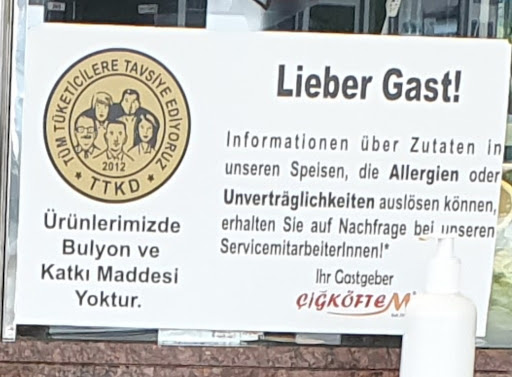 TÜM TÜKETİCİLERE TAVSİYE EDİYORUZ
2012
TTKD
Ürünlerimizde
Bulyon ve
Katkı Maddesi
Yoktur.
Lieber Gast!
Informationen über Zutaten in
unseren Speisen, die Allergien oder
Unverträglichkeiten auslösen können,
erhalten Sie auf Nachfrage bei unseren
ServicemitarbeiterInnen!*
Ihr Gastgeber
ÇİĞKÖFTEM